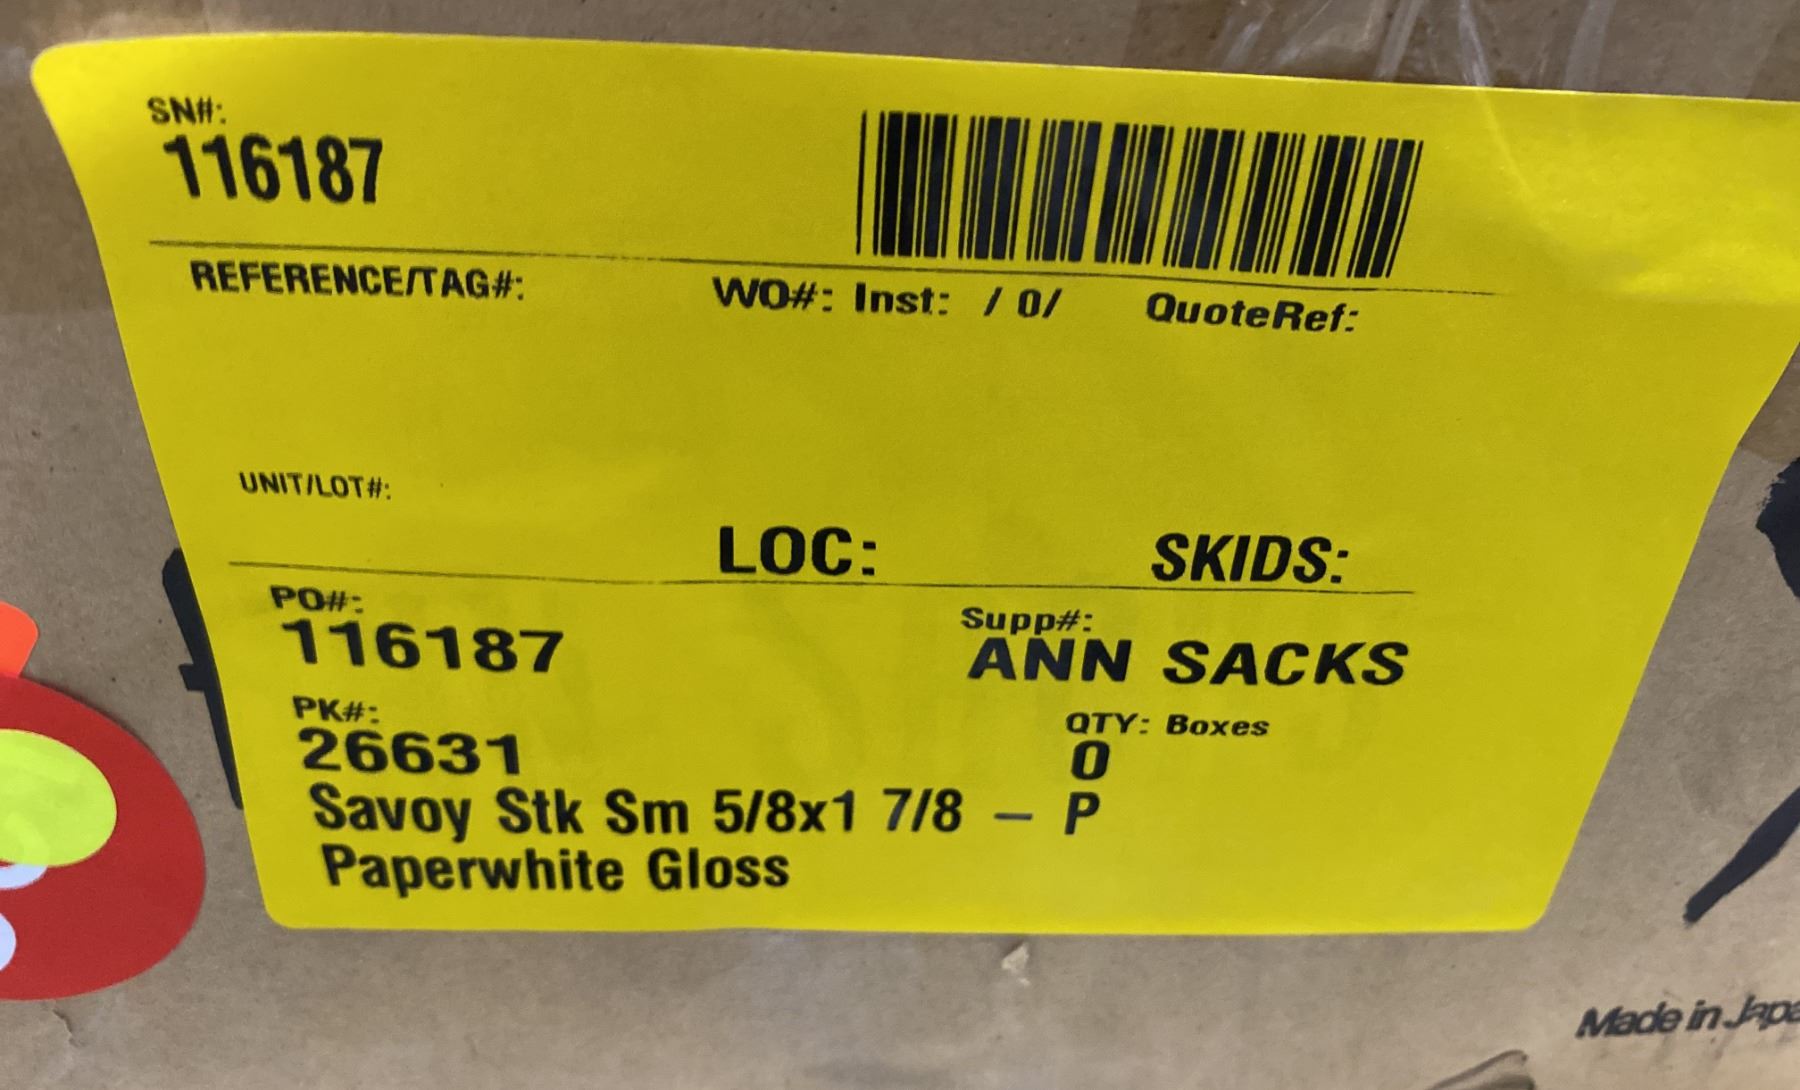 SN#:
116187
REFERENCE/TAG#:
WO#: Inst: / 0/ QuoteRef:
UNIT/LOT#:
LOC: SKIDS:
PO#: Supp#:
116187 ANN SACKS
PK#: QTY: Boxes
26631 0
Savoy Stk Sm 5/8x1 7/8 – P
Paperwhite Gloss
Made in